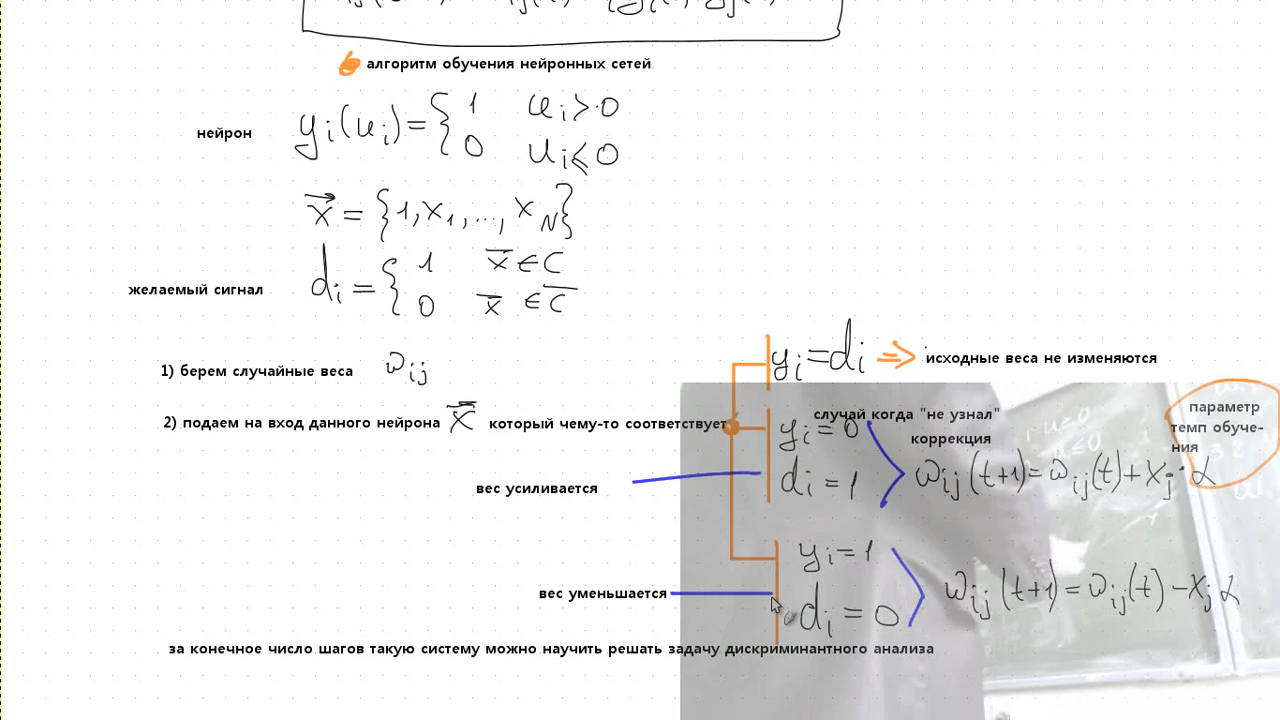 алгоритм обучения нейронных сетей
нейрон yᵢ(uᵢ) = { 1 uᵢ > 0
0 uᵢ ⩽ 0
x⃗ = {1, x₁, ..., x_N}
желаемый сигнал dᵢ = { 1 x̅ ∈ C
0 x̅ ∈ C̅
1) берем случайные веса ωᵢⱼ
yᵢ = dᵢ ⇒ исходные веса не изменяются
2) подаем на вход данного нейрона x̅ который чему-то соответствует
случай когда "не узнал"
коррекция
параметр
темп обуче-
ния
yᵢ = 0
dᵢ = 1
ωᵢⱼ(t+1) = ωᵢⱼ(t) + xⱼ · α
вес усиливается
yᵢ = 1
dᵢ = 0
ωᵢⱼ(t+1) = ωᵢⱼ(t) - xⱼ α
вес уменьшается
за конечное число шагов такую систему можно научить решать задачу дискриминантного анализа